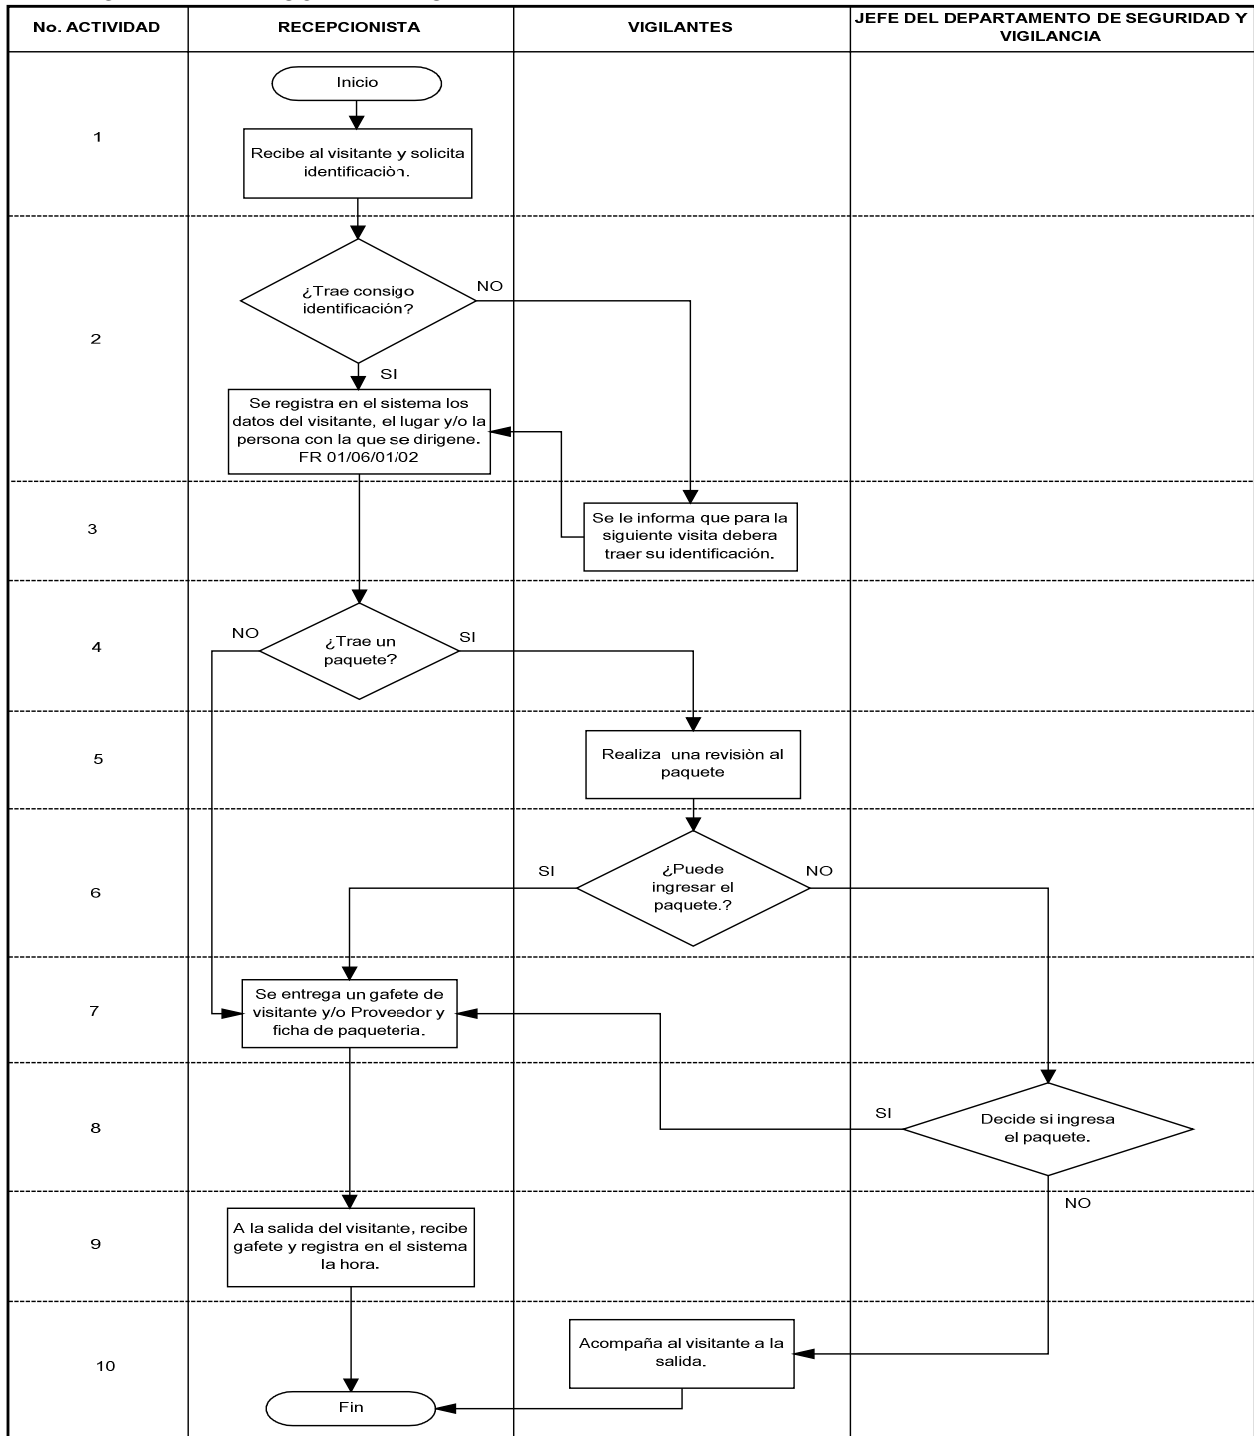 No. ACTIVIDAD
RECEPCIONISTA
VIGILANTES
JEFE DEL DEPARTAMENTO DE SEGURIDAD Y
VIGILANCIA
Inicio
1
Recibe al visitante y solicita
identificaciòn.
2
¿Trae consigo
identificación?
NO
SI
Se registra en el sistema los
datos del visitante, el lugar y/o la
persona con la que se dirigene.
FR 01/06/01/02
3
Se le informa que para la
siguiente visita debera
traer su identificación.
4
NO
¿Trae un
paquete?
SI
5
Realiza una revisiòn al
paquete
6
SI
¿Puede
ingresar el
paquete.?
NO
7
Se entrega un gafete de
visitante y/o Proveedor y
ficha de paqueteria.
8
SI
Decide si ingresa
el paquete.
NO
9
A la salida del visitante, recibe
gafete y registra en el sistema
la hora.
10
Acompaña al visitante a la
salida.
Fin